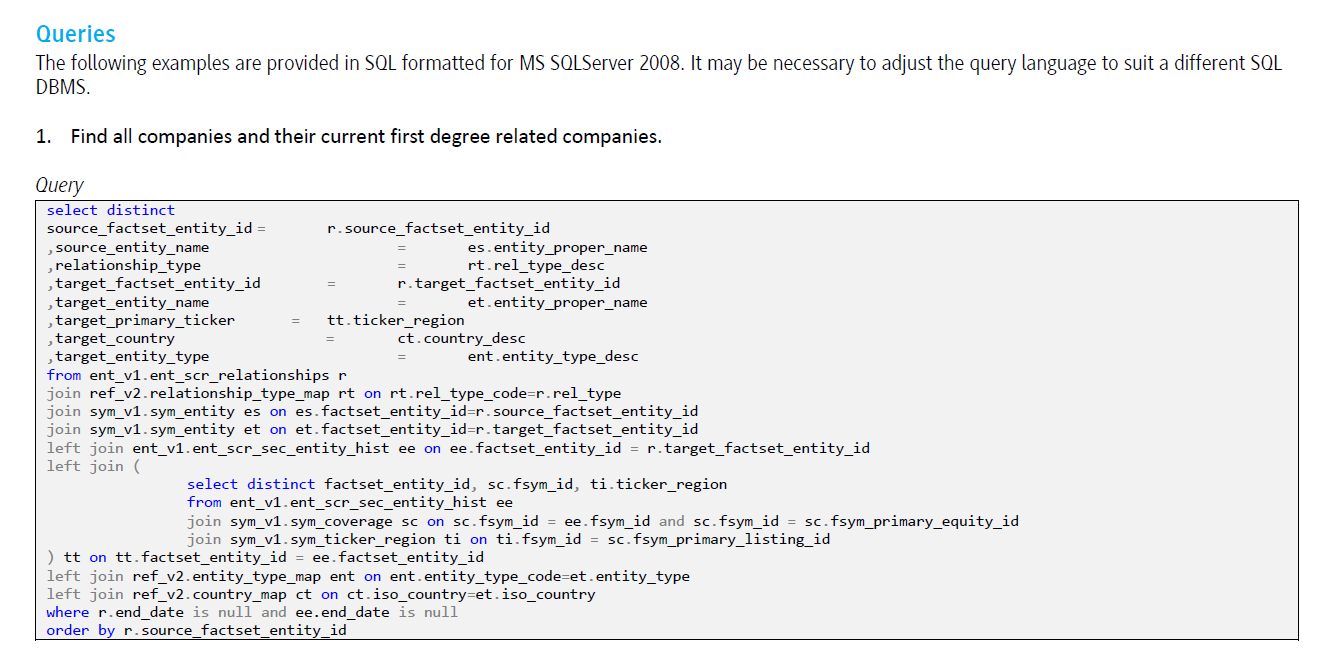 Queries
The following examples are provided in SQL formatted for MS SQLServer 2008. It may be necessary to adjust the query language to suit a different SQL
DBMS.
1. Find all companies and their current first degree related companies.
Query
select distinct
source_factset_entity_id = r.source_factset_entity_id
,source_entity_name = es.entity_proper_name
,relationship_type = rt.rel_type_desc
,target_factset_entity_id = r.target_factset_entity_id
,target_entity_name = et.entity_proper_name
,target_primary_ticker = tt.ticker_region
,target_country = ct.country_desc
,target_entity_type = ent.entity_type_desc
from ent_v1.ent_scr_relationships r
join ref_v2.relationship_type_map rt on rt.rel_type_code=r.rel_type
join sym_v1.sym_entity es on es.factset_entity_id=r.source_factset_entity_id
join sym_v1.sym_entity et on et.factset_entity_id=r.target_factset_entity_id
left join ent_v1.ent_scr_sec_entity_hist ee on ee.factset_entity_id = r.target_factset_entity_id
left join (
select distinct factset_entity_id, sc.fsym_id, ti.ticker_region
from ent_v1.ent_scr_sec_entity_hist ee
join sym_v1.sym_coverage sc on sc.fsym_id = ee.fsym_id and sc.fsym_id = sc.fsym_primary_equity_id
join sym_v1.sym_ticker_region ti on ti.fsym_id = sc.fsym_primary_listing_id
) tt on tt.factset_entity_id = ee.factset_entity_id
left join ref_v2.entity_type_map ent on ent.entity_type_code=et.entity_type
left join ref_v2.country_map ct on ct.iso_country=et.iso_country
where r.end_date is null and ee.end_date is null
order by r.source_factset_entity_id